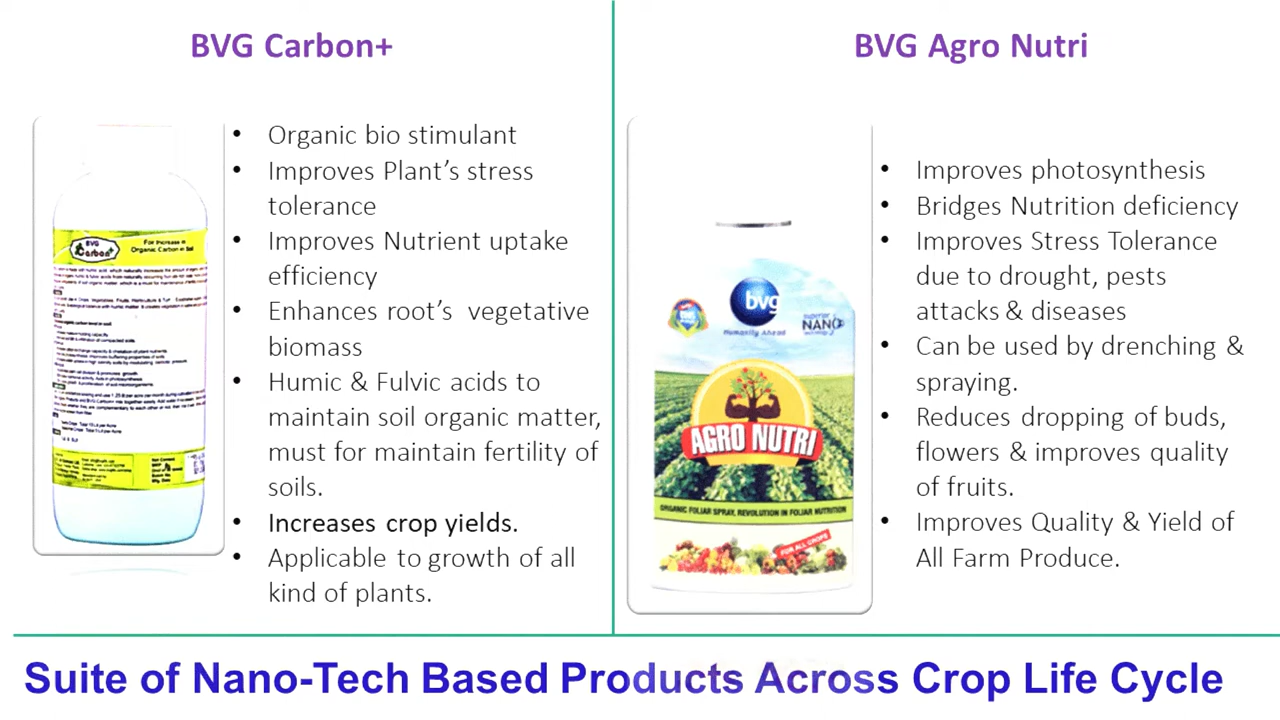 BVG Carbon+
• Organic bio stimulant
• Improves Plant's stress
tolerance
• Improves Nutrient uptake
efficiency
• Enhances root's vegetative
biomass
• Humic & Fulvic acids to
maintain soil organic matter,
must for maintain fertility of
soils.
• Increases crop yields.
• Applicable to growth of all
kind of plants.
BVG
Carbon+
For Increase in
Organic Carbon in Soil
BVG Agro Nutri
• Improves photosynthesis
• Bridges Nutrition deficiency
• Improves Stress Tolerance
due to drought, pests
attacks & diseases
• Can be used by drenching &
spraying.
• Reduces dropping of buds,
flowers & improves quality
of fruits.
• Improves Quality & Yield of
All Farm Produce.
bvg
Humanity Ahead
superior
NANO
AGRO NUTRI
ORGANIC FOLIAR SPRAY, REVOLUTION IN FOLIAR NUTRITION
FOR ALL CROPS
Suite of Nano-Tech Based Products Across Crop Life Cycle